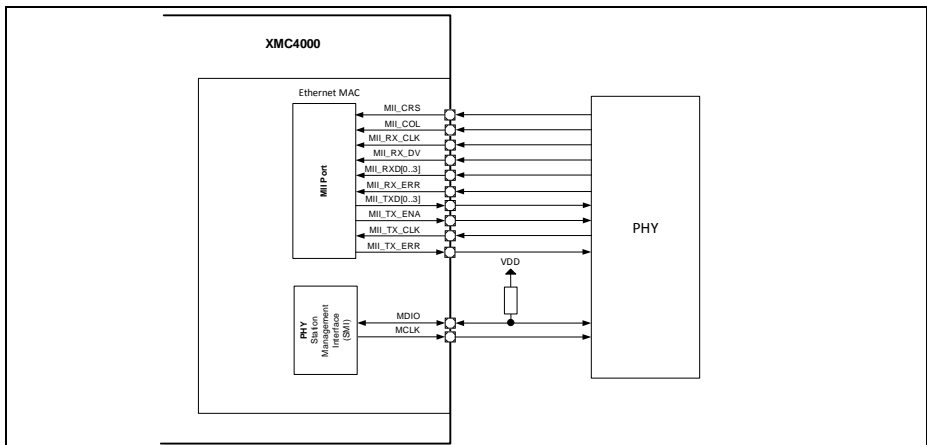 XMC4000
Ethernet MAC
MII Port
MII_CRS
MII_COL
MII_RX_CLK
MII_RX_DV
MII_RXD[0..3]
MII_RX_ERR
MII_TXD[0..3]
MII_TX_ENA
MII_TX_CLK
MII_TX_ERR
PHY
VDD
PHY
Station
Management
Interface
(SMI)
MDIO
MCLK